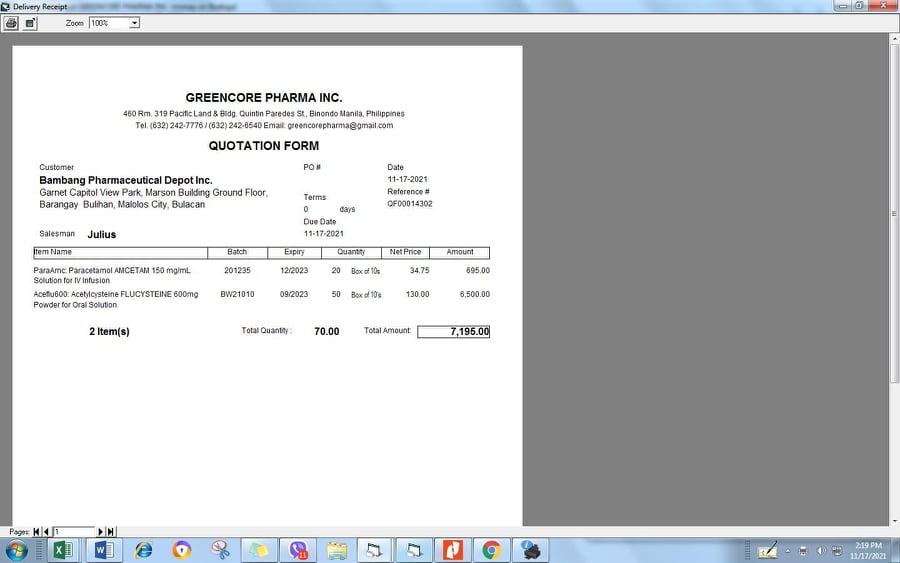 Delivery Receipt
Zoom 100%
GREENCORE PHARMA INC.
460 Rm. 319 Pacific Land & Bldg. Quintin Paredes St., Binondo Manila, Philippines
Tel. (632) 242-7776 / (632) 242-6540 Email: greencorepharma@gmail.com
QUOTATION FORM
Customer PO # Date
Bambang Pharmaceutical Depot Inc. 11-17-2021
Garnet Capitol View Park, Marson Building Ground Floor, Reference #
Barangay Bulihan, Malolos City, Bulacan Terms QF00014302
0 days
Due Date
Salesman Julius 11-17-2021
Item Name Batch Expiry Quantity Net Price Amount
ParaAmc: Paracetamol AMCETAM 150 mg/mL 201235 12/2023 20 Box of 10s 34.75 695.00
Solution for IV Infusion
Aceflu600: Acetylcysteine FLUCYSTEINE 600mg BW21010 09/2023 50 Box of 10's 130.00 6,500.00
Powder for Oral Solution
2 Item(s) Total Quantity : 70.00 Total Amount: 7,195.00
Pages: 1
2:19 PM
11/17/2021